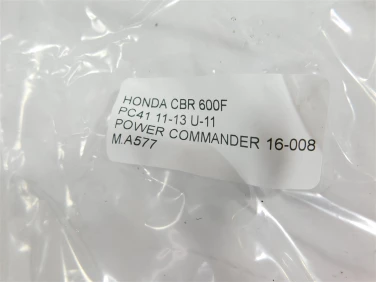 HONDA CBR 600F
PC41 11-13 U-11
POWER COMMANDER 16-008
M.A577